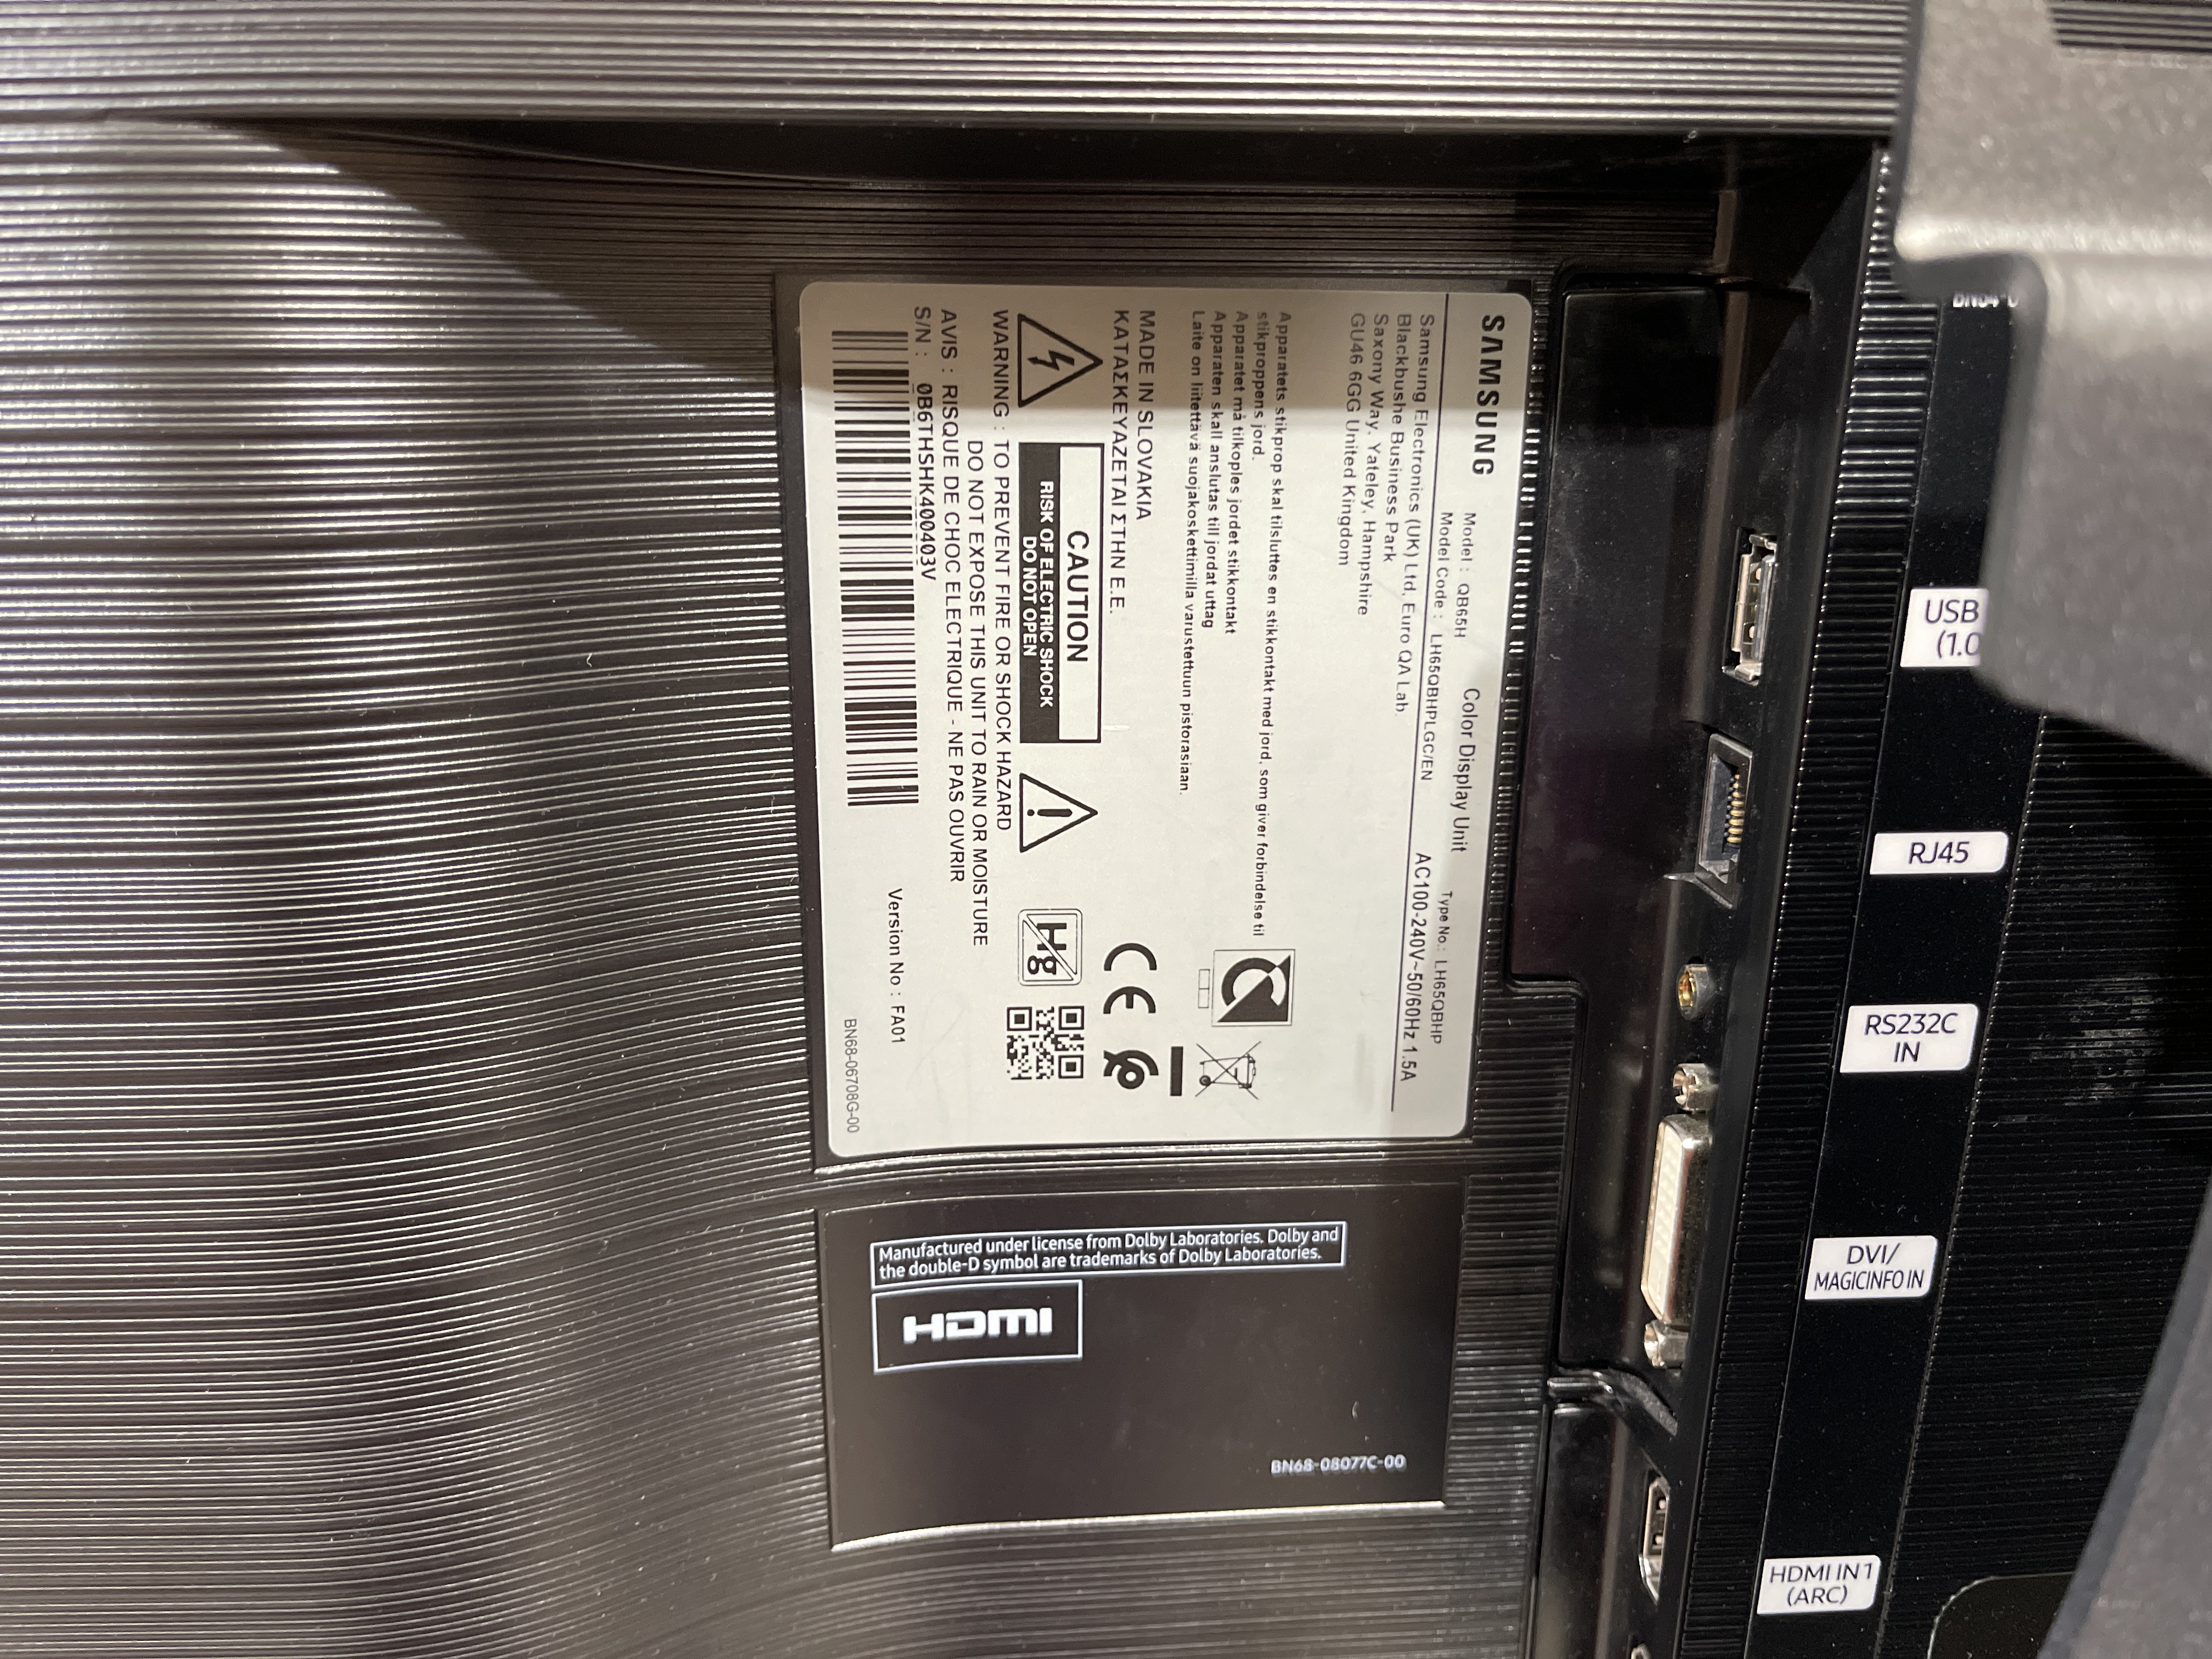 SAMSUNG
Model : QB65H
Color Display Unit
Type No.: LH65QBHP
Model Code : LH65QBHPLGC/EN
AC100-240V~50/60Hz 1.5A
Samsung Electronics (UK) Ltd, Euro QA Lab.
Blackbushe Business Park
Saxony Way, Yateley, Hampshire
GU46 6GG United Kingdom
Apparatets stikprop skal tilsluttes en stikkontakt med jord, som giver forbindelse til
stikproppens jord.
Apparatet må tilkoples jordet stikkontakt
Apparaten skall anslutas till jordat uttag
Laite on liitettävä suojakoskettimilla varustettuun pistorasiaan.
MADE IN SLOVAKIA
ΚΑΤΑΣΚΕΥΑΖΕΤΑΙ ΣΤΗΝ Ε.Ε.
CAUTION
RISK OF ELECTRIC SHOCK
DO NOT OPEN
Hg
CE
WARNING : TO PREVENT FIRE OR SHOCK HAZARD
DO NOT EXPOSE THIS UNIT TO RAIN OR MOISTURE
AVIS : RISQUE DE CHOC ELECTRIQUE - NE PAS OUVRIR
S/N : 0B6THSHK400403V
Version No : FA01
BN68-06708G-00
Manufactured under license from Dolby Laboratories. Dolby and
the double-D symbol are trademarks of Dolby Laboratories.
HDMI
BN68-08077C-00
USB
(1.0
RJ45
RS232C
IN
DVI/
MAGICINFO IN
HDMI IN 1
(ARC)